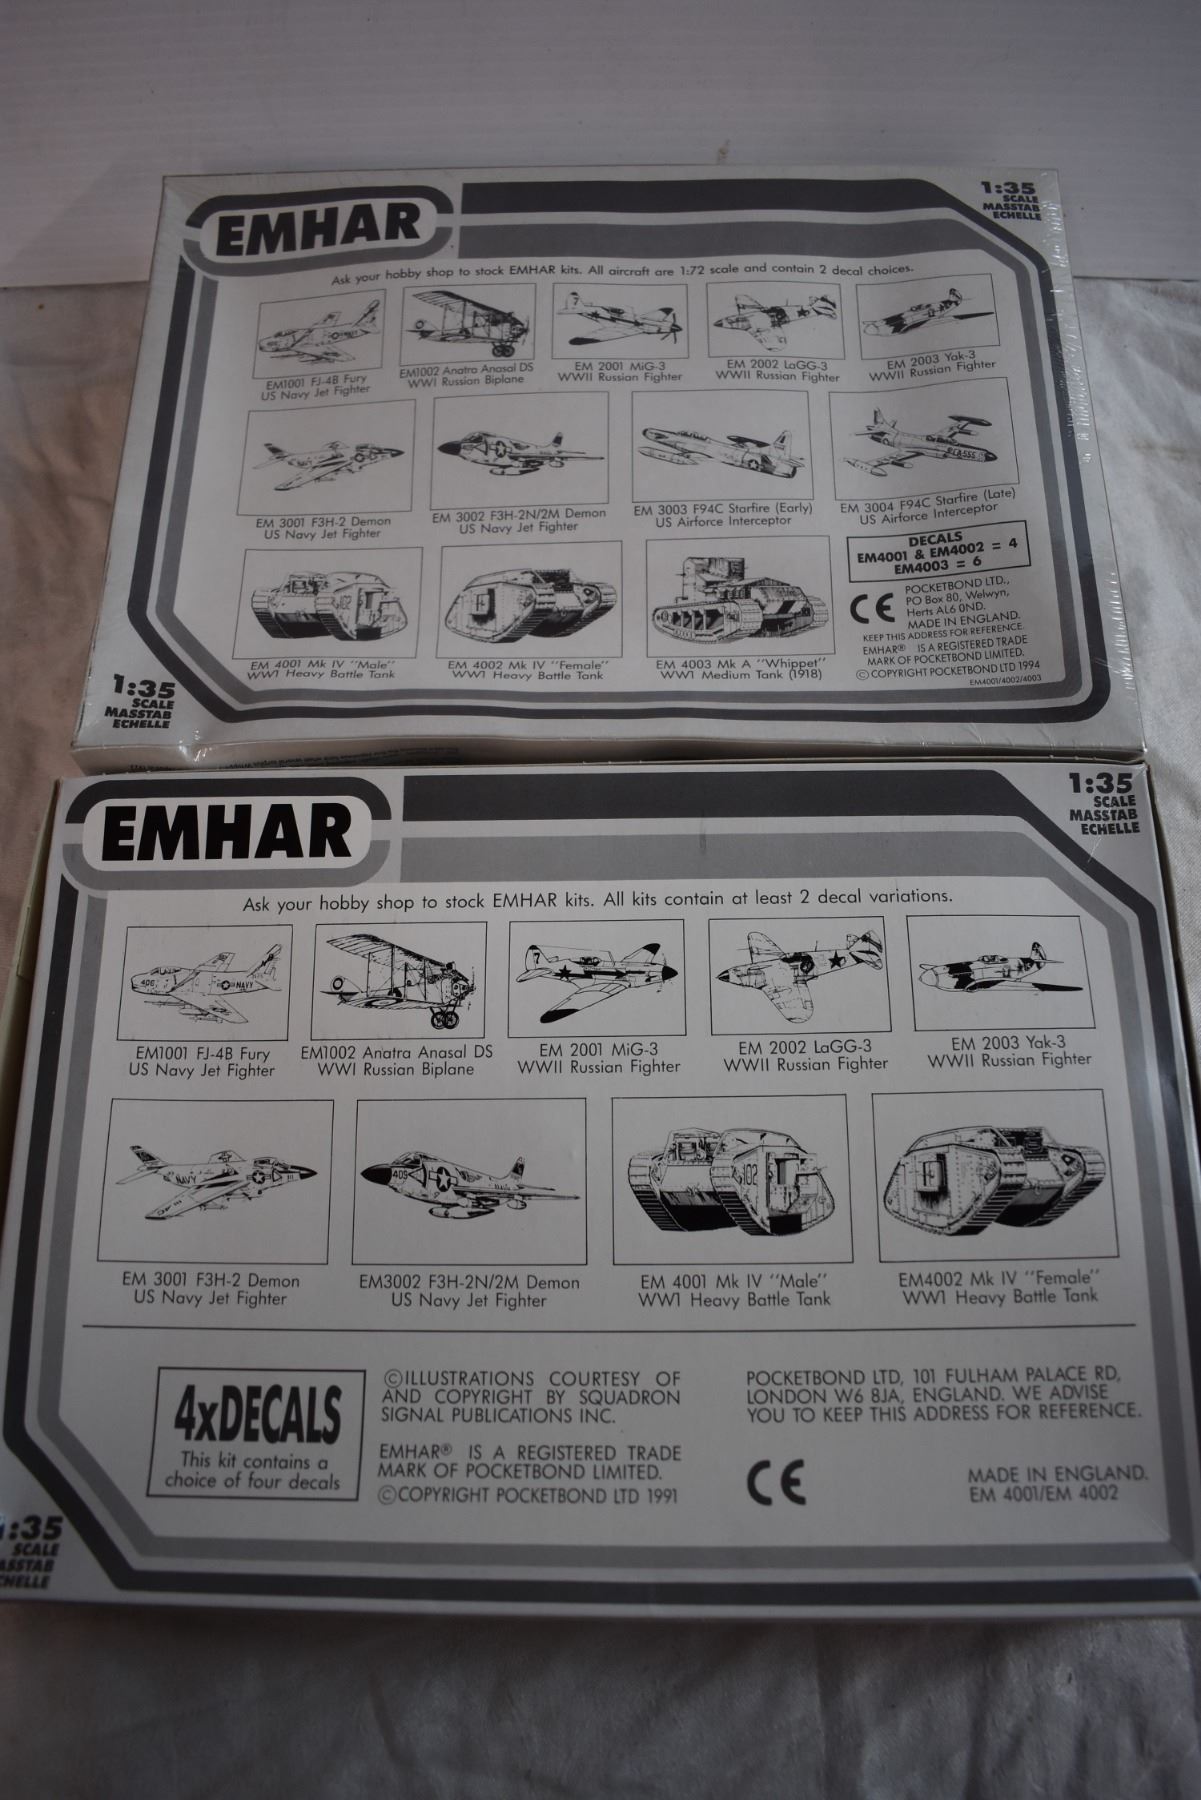 EMHAR
1:35
SCALE
MASSTAB
ECHELLE
Ask your hobby shop to stock EMHAR kits. All aircraft are 1:72 scale and contain 2 decal choices.
EM1001 FJ-4B Fury
US Navy Jet Fighter
EM1002 Anatra Anasal DS
WWI Russian Biplane
EM 2001 MiG-3
WWII Russian Fighter
EM 2002 LaGG-3
WWII Russian Fighter
EM 2003 Yak-3
WWII Russian Fighter
EM 3001 F3H-2 Demon
US Navy Jet Fighter
EM 3002 F3H-2N/2M Demon
US Navy Jet Fighter
EM 3003 F94C Starfire (Early)
US Airforce Interceptor
EM 3004 F94C Starfire (Late)
US Airforce Interceptor
DECALS
EM4001 & EM4002 = 4
EM4003 = 6
EM 4001 Mk IV "Male"
WW1 Heavy Battle Tank
EM 4002 Mk IV "Female"
WW1 Heavy Battle Tank
EM 4003 Mk A "Whippet"
WW1 Medium Tank (1918)
CE
POCKETBOND LTD.,
PO Box 80, Welwyn,
Herts AL6 0ND.
MADE IN ENGLAND.
KEEP THIS ADDRESS FOR REFERENCE.
EMHAR® IS A REGISTERED TRADE
MARK OF POCKETBOND LIMITED.
©COPYRIGHT POCKETBOND LTD 1994
EM4001/4002/4003
1:35
SCALE
MASSTAB
ECHELLE
EMHAR
1:35
SCALE
MASSTAB
ECHELLE
Ask your hobby shop to stock EMHAR kits. All kits contain at least 2 decal variations.
EM1001 FJ-4B Fury
US Navy Jet Fighter
EM1002 Anatra Anasal DS
WWI Russian Biplane
EM 2001 MiG-3
WWII Russian Fighter
EM 2002 LaGG-3
WWII Russian Fighter
EM 2003 Yak-3
WWII Russian Fighter
EM 3001 F3H-2 Demon
US Navy Jet Fighter
EM3002 F3H-2N/2M Demon
US Navy Jet Fighter
EM 4001 Mk IV "Male"
WW1 Heavy Battle Tank
EM4002 Mk IV "Female"
WW1 Heavy Battle Tank
4xDECALS
This kit contains a
choice of four decals
©ILLUSTRATIONS COURTESY OF
AND COPYRIGHT BY SQUADRON
SIGNAL PUBLICATIONS INC.
EMHAR® IS A REGISTERED TRADE
MARK OF POCKETBOND LIMITED.
©COPYRIGHT POCKETBOND LTD 1991
POCKETBOND LTD, 101 FULHAM PALACE RD,
LONDON W6 8JA, ENGLAND. WE ADVISE
YOU TO KEEP THIS ADDRESS FOR REFERENCE.
CE
MADE IN ENGLAND.
EM 4001/EM 4002
:35
SCALE